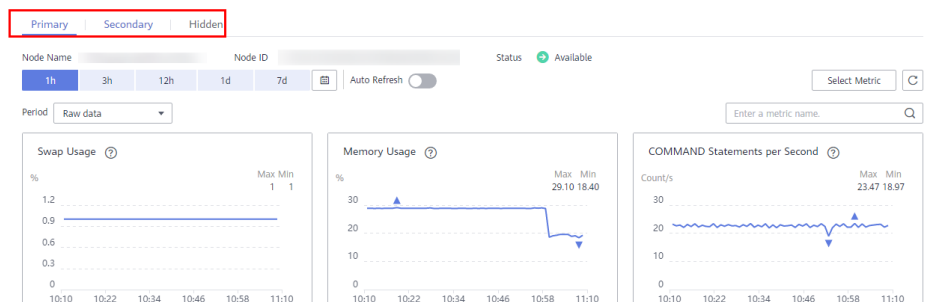 Primary Secondary Hidden
Node Name Node ID Status Available
1h 3h 12h 1d 7d Auto Refresh Select Metric
Period Raw data Enter a metric name.
Swap Usage ? Memory Usage ? COMMAND Statements per Second ?
% Max Min % Max Min Count/s Max Min
1 1 29.10 18.40 23.47 18.97
1.2 30 30
0.9
20 20
0.6
10 10
0.3
0 0 0
10:10 10:22 10:34 10:46 10:58 11:10 10:10 10:22 10:34 10:46 10:58 11:10 10:10 10:22 10:34 10:46 10:58 11:10